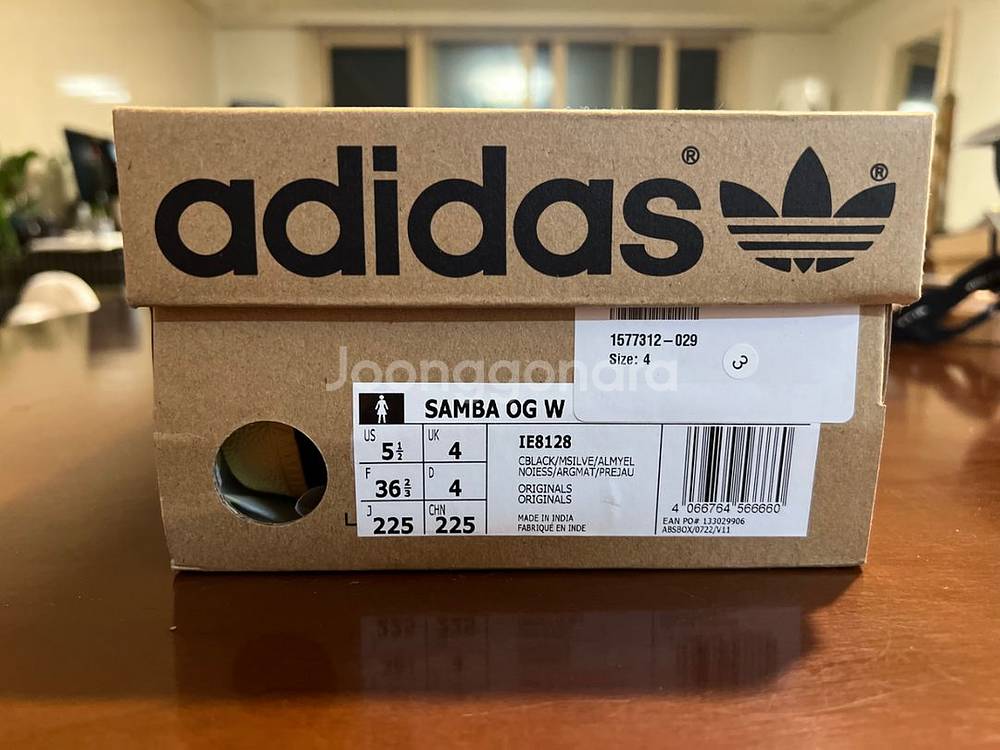 adidas® ®
1577312-029
Size: 4
3
Joonggonara
SAMBA OG W
US 5½ UK 4
F 36⅔ D 4
J 225 CHN 225
IE8128
CBLACK/MSILVE/ALMYEL
NOIESS/ARGMAT/PREJAU
ORIGINALS
ORIGINALS
MADE IN INDIA
FABRIQUÉ EN INDE
4 066764 566660
EAN PO# 133029906
ABSBOX/0722/V11